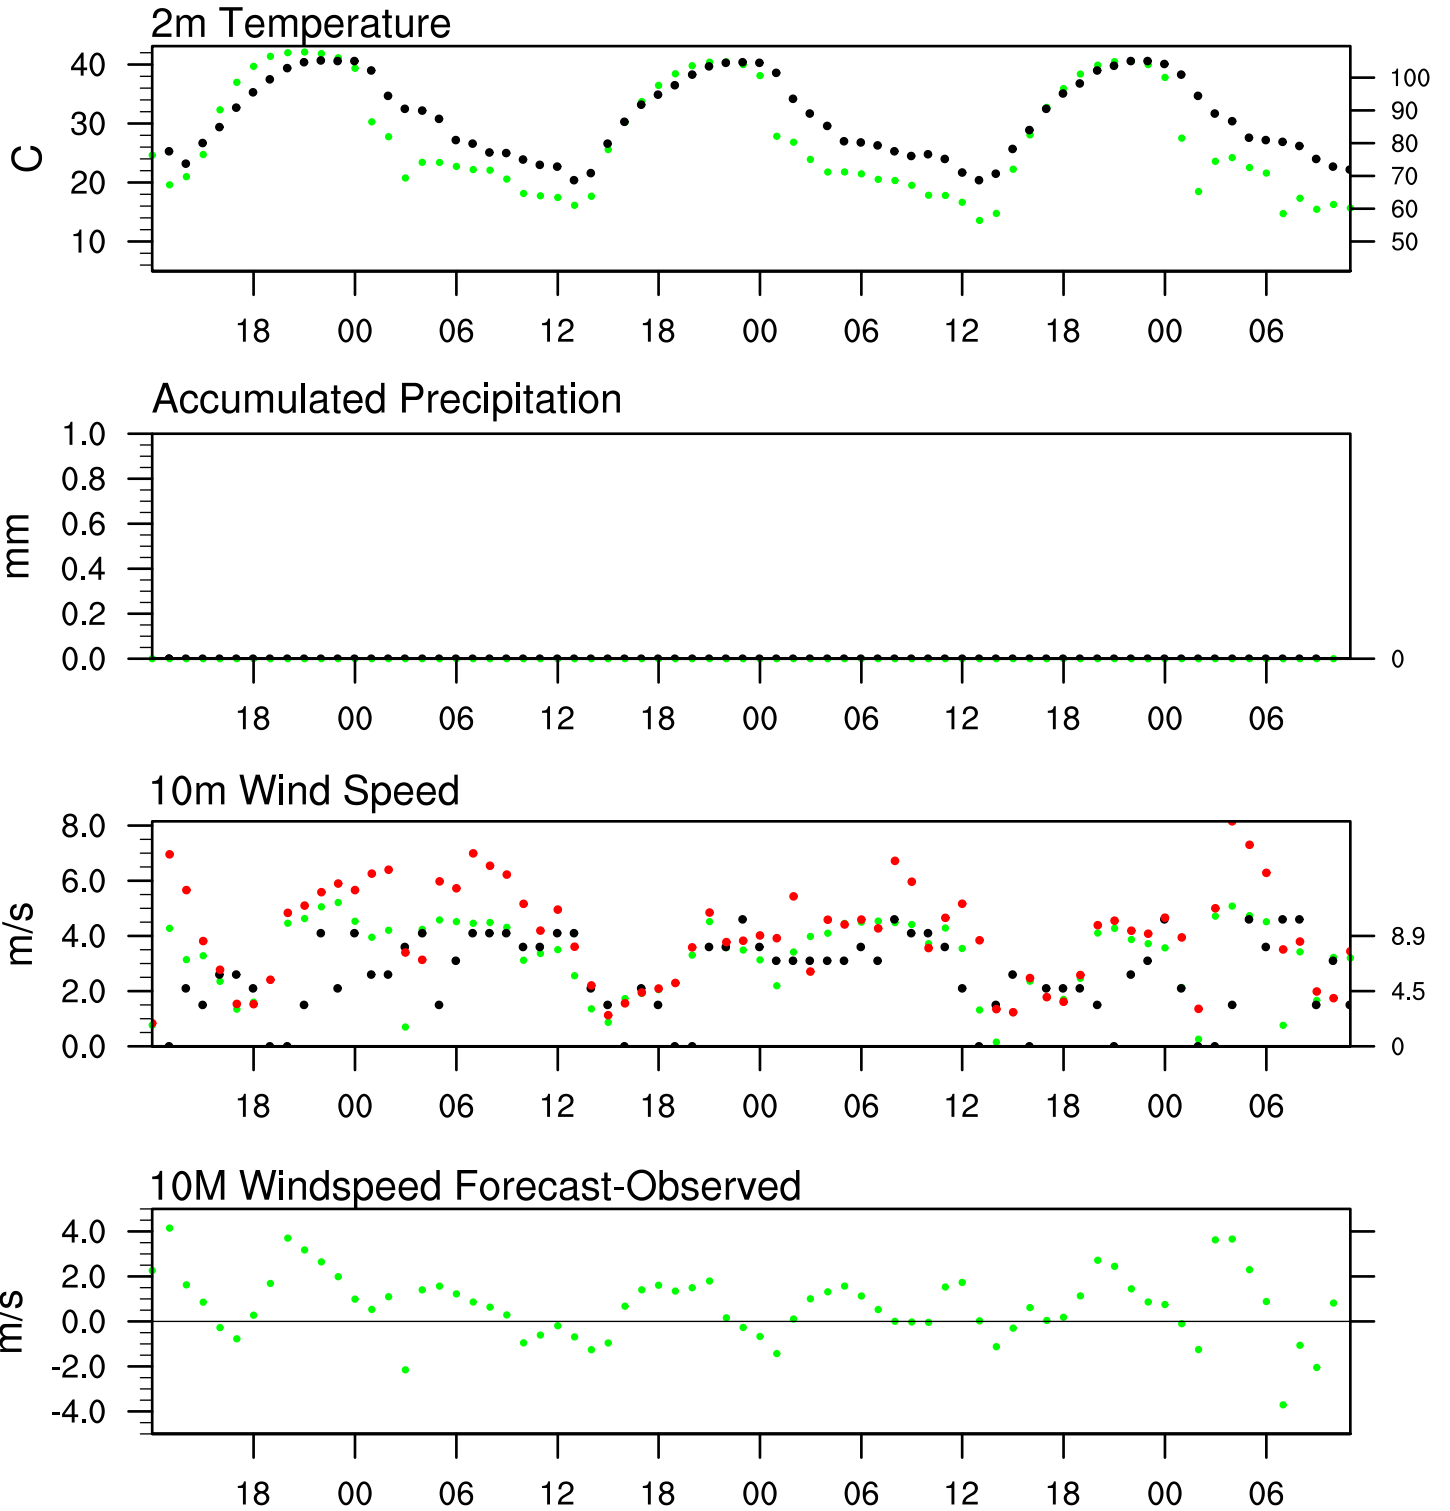 2m Temperature
40
30
20
10
C
100
90
80
70
60
50
18 00 06 12 18 00 06 12 18 00 06
Accumulated Precipitation
1.0
0.8
0.6
0.4
0.2
0.0
mm
0
18 00 06 12 18 00 06 12 18 00 06
10m Wind Speed
8.0
6.0
4.0
2.0
0.0
m/s
8.9
4.5
0
18 00 06 12 18 00 06 12 18 00 06
10M Windspeed Forecast-Observed
4.0
2.0
0.0
-2.0
-4.0
m/s
18 00 06 12 18 00 06 12 18 00 06